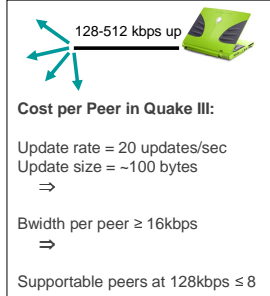 128-512 kbps up
Cost per Peer in Quake III:
Update rate = 20 updates/sec
Update size = ~100 bytes
⇒
Bwidth per peer ≥ 16kbps
⇒
Supportable peers at 128kbps ≤ 8